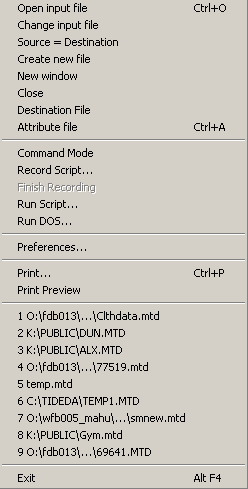 Open input file Ctrl+O
Change input file
Source = Destination
Create new file
New window
Close
Destination File
Attribute file Ctrl+A
Command Mode
Record Script...
Finish Recording
Run Script...
Run DOS...
Preferences...
Print... Ctrl+P
Print Preview
1 O:\fdb013\...\Clthdata.mtd
2 K:\PUBLIC\DUN.MTD
3 K:\PUBLIC\ALX.MTD
4 O:\fdb013\...\77519.mtd
5 temp.mtd
6 C:\TIDEDA\TEMP1.MTD
7 O:\wfb005_mahu\...\smnew.mtd
8 K:\PUBLIC\Gym.mtd
9 O:\fdb013\...\69641.MTD
Exit Alt F4